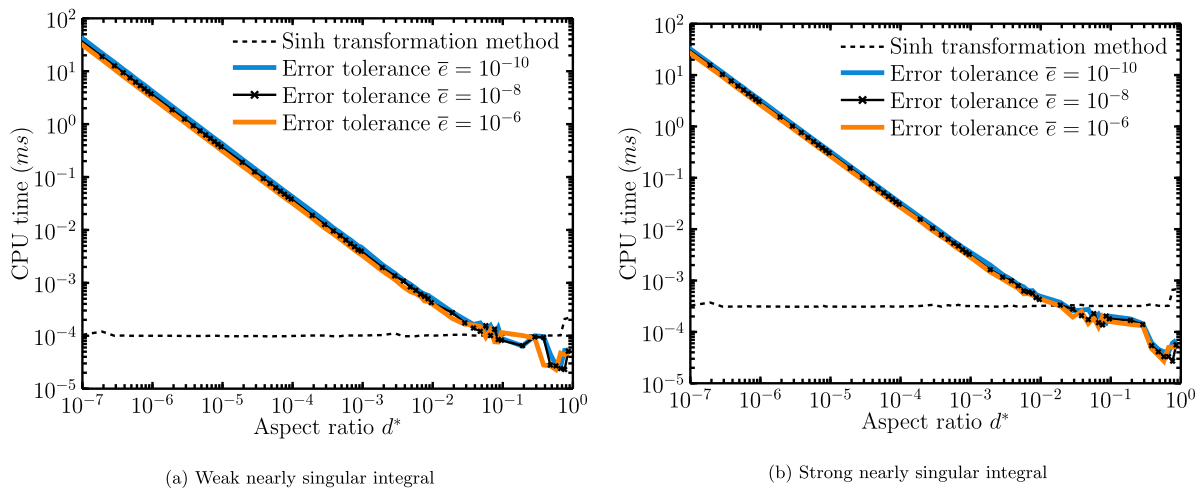 10^2
10^1
10^0
10^-1
10^-2
10^-3
10^-4
10^-5
CPU time (ms)
Sinh transformation method
Error tolerance e̅ = 10^-10
Error tolerance e̅ = 10^-8
Error tolerance e̅ = 10^-6
10^-7 10^-6 10^-5 10^-4 10^-3 10^-2 10^-1 10^0
Aspect ratio d*
(a) Weak nearly singular integral
10^2
10^1
10^0
10^-1
10^-2
10^-3
10^-4
10^-5
CPU time (ms)
Sinh transformation method
Error tolerance e̅ = 10^-10
Error tolerance e̅ = 10^-8
Error tolerance e̅ = 10^-6
10^-7 10^-6 10^-5 10^-4 10^-3 10^-2 10^-1 10^0
Aspect ratio d*
(b) Strong nearly singular integral